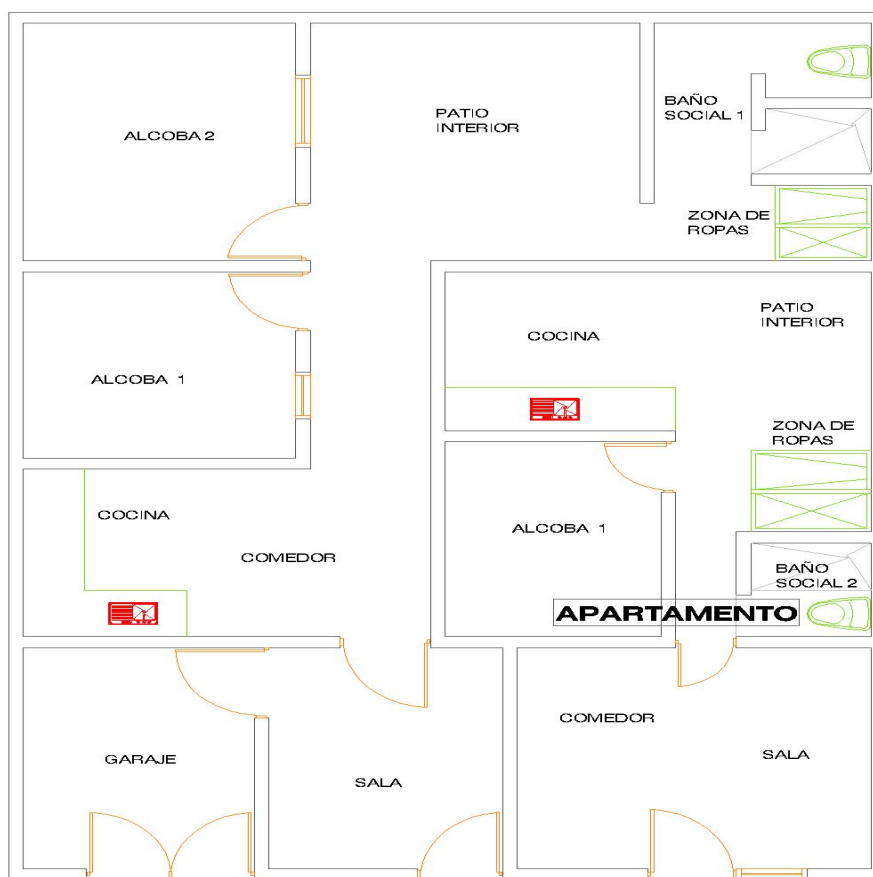 ALCOBA 2
PATIO
INTERIOR
BAÑO
SOCIAL 1
ZONA DE
ROPAS
ALCOBA 1
COCINA
PATIO
INTERIOR
ZONA DE
ROPAS
COCINA
COMEDOR
ALCOBA 1
BAÑO
SOCIAL 2
APARTAMENTO
GARAJE
SALA
COMEDOR
SALA